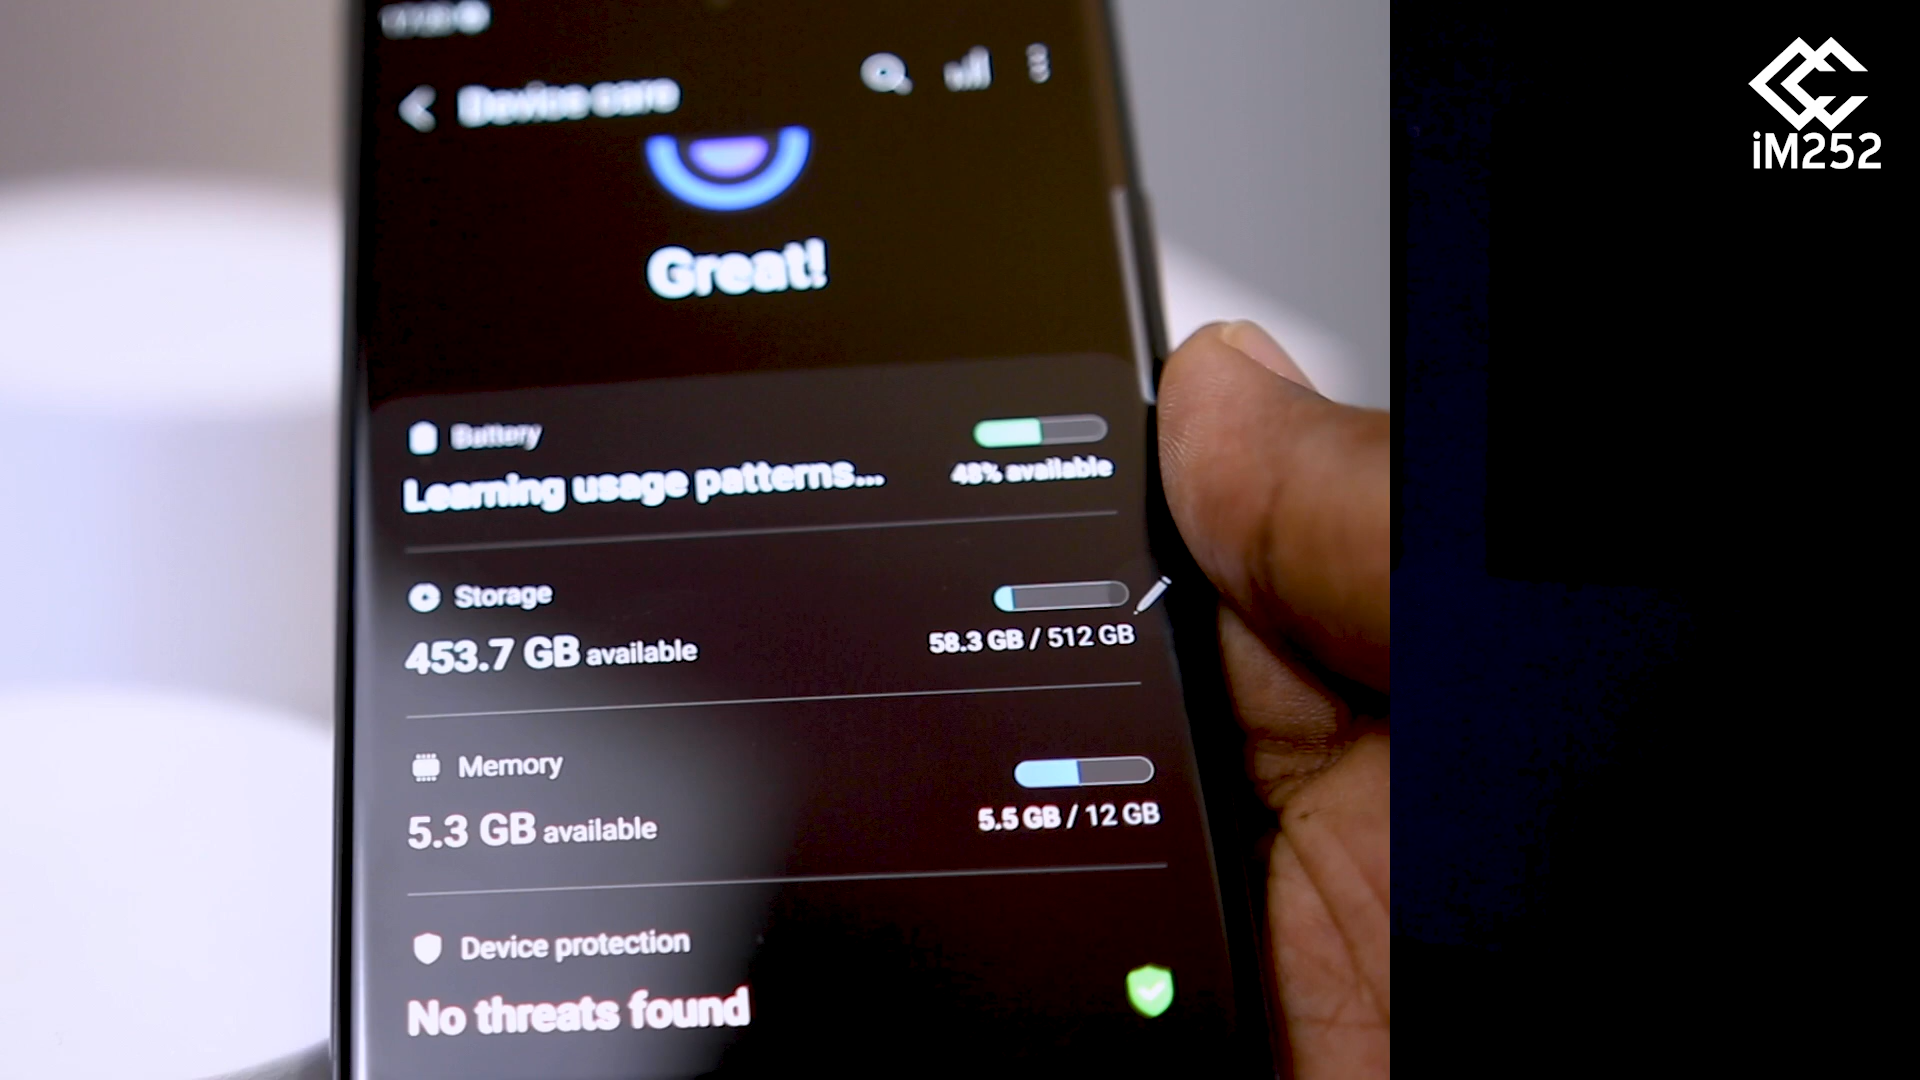 iM252
Device care
Great!
Battery
Learning usage patterns...
48% available
Storage
453.7 GB available
58.3 GB / 512 GB
Memory
5.3 GB available
5.5 GB / 12 GB
Device protection
No threats found